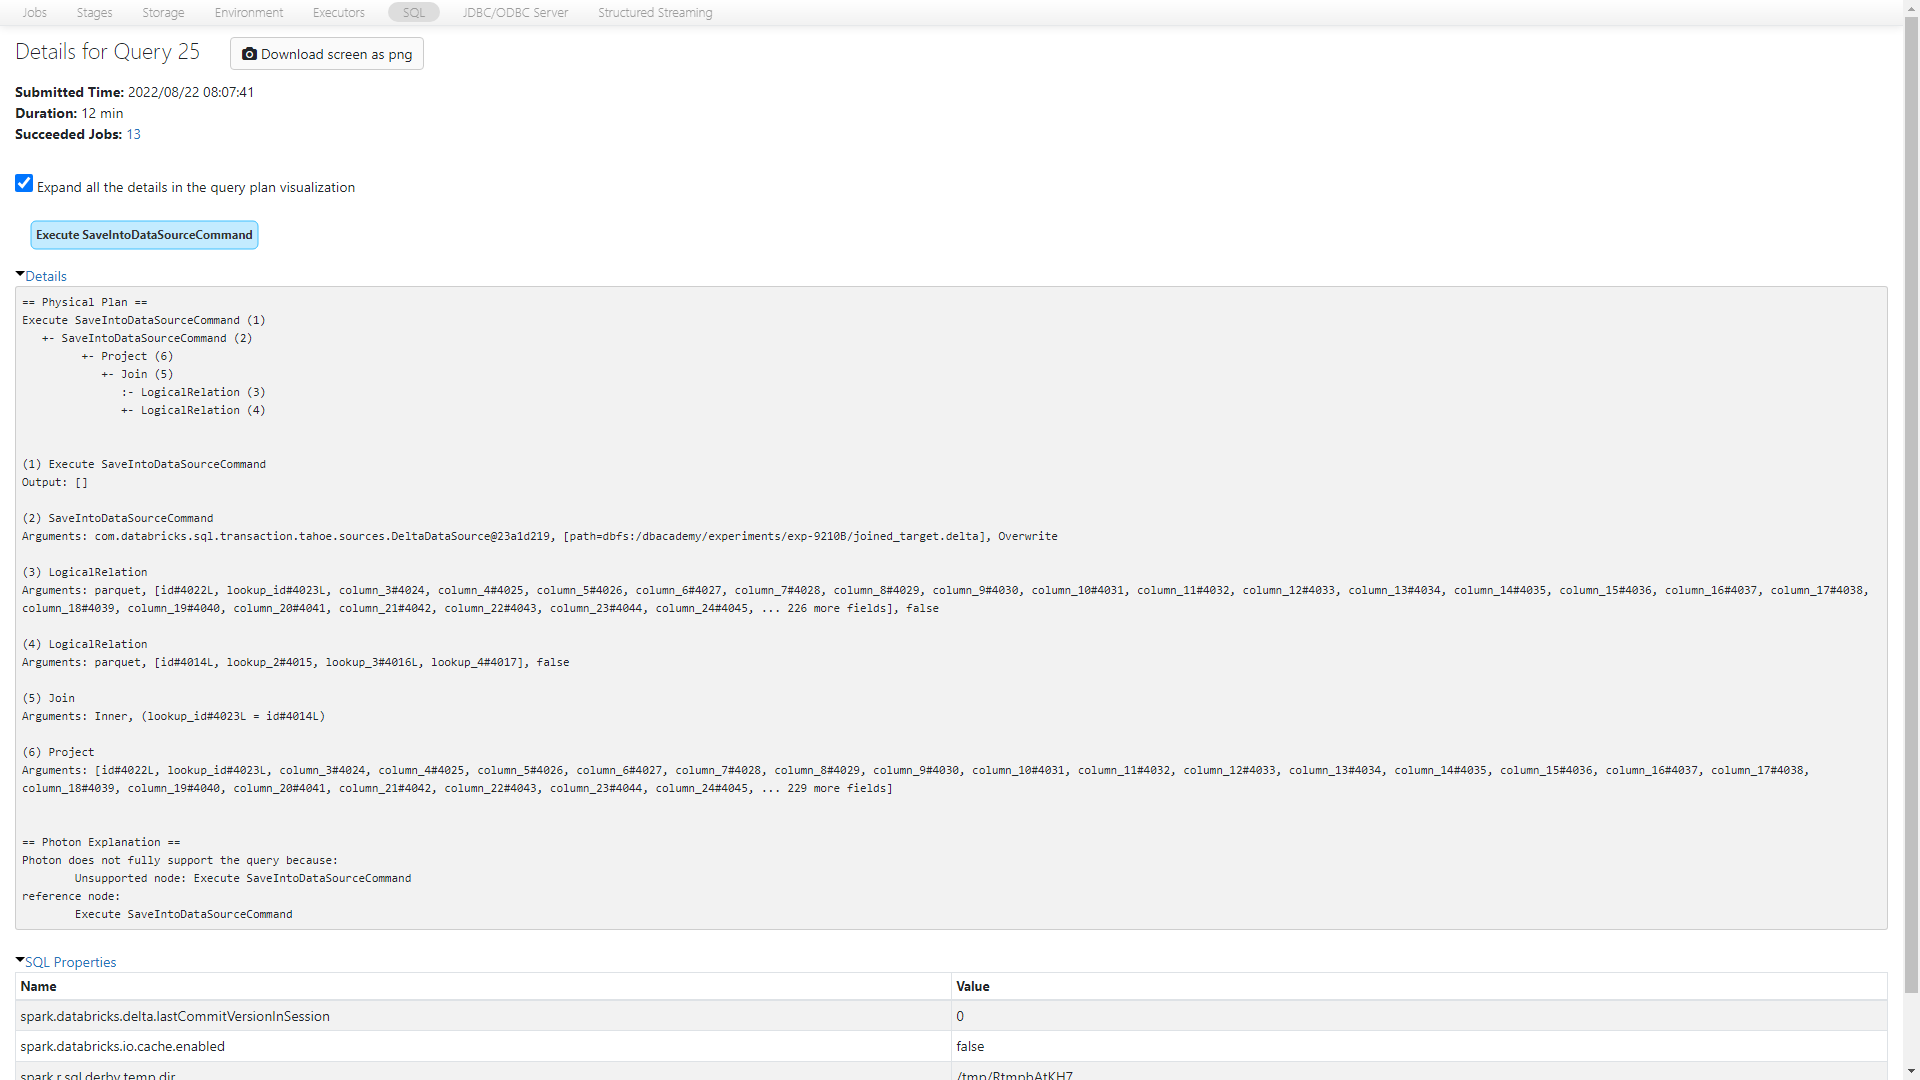 Jobs Stages Storage Environment Executors SQL JDBC/ODBC Server Structured Streaming
Details for Query 25 Download screen as png
Submitted Time: 2022/08/22 08:07:41
Duration: 12 min
Succeeded Jobs: 13
Expand all the details in the query plan visualization
Execute SaveIntoDataSourceCommand
Details
== Physical Plan ==
Execute SaveIntoDataSourceCommand (1)
+- SaveIntoDataSourceCommand (2)
+- Project (6)
+- Join (5)
:- LogicalRelation (3)
+- LogicalRelation (4)
(1) Execute SaveIntoDataSourceCommand
Output: []
(2) SaveIntoDataSourceCommand
Arguments: com.databricks.sql.transaction.tahoe.sources.DeltaDataSource@23a1d219, [path=dbfs:/dbacademy/experiments/exp-9210B/joined_target.delta], Overwrite
(3) LogicalRelation
Arguments: parquet, [id#4022L, lookup_id#4023L, column_3#4024, column_4#4025, column_5#4026, column_6#4027, column_7#4028, column_8#4029, column_9#4030, column_10#4031, column_11#4032, column_12#4033, column_13#4034, column_14#4035, column_15#4036, column_16#4037, column_17#4038,
column_18#4039, column_19#4040, column_20#4041, column_21#4042, column_22#4043, column_23#4044, column_24#4045, ... 226 more fields], false
(4) LogicalRelation
Arguments: parquet, [id#4014L, lookup_2#4015, lookup_3#4016L, lookup_4#4017], false
(5) Join
Arguments: Inner, (lookup_id#4023L = id#4014L)
(6) Project
Arguments: [id#4022L, lookup_id#4023L, column_3#4024, column_4#4025, column_5#4026, column_6#4027, column_7#4028, column_8#4029, column_9#4030, column_10#4031, column_11#4032, column_12#4033, column_13#4034, column_14#4035, column_15#4036, column_16#4037, column_17#4038,
column_18#4039, column_19#4040, column_20#4041, column_21#4042, column_22#4043, column_23#4044, column_24#4045, ... 229 more fields]
== Photon Explanation ==
Photon does not fully support the query because:
Unsupported node: Execute SaveIntoDataSourceCommand
reference node:
Execute SaveIntoDataSourceCommand
SQL Properties
Name Value
spark.databricks.delta.lastCommitVersionInSession 0
spark.databricks.io.cache.enabled false
spark.r.sql.derby.temp.dir /tmp/RtmpbAtKH7